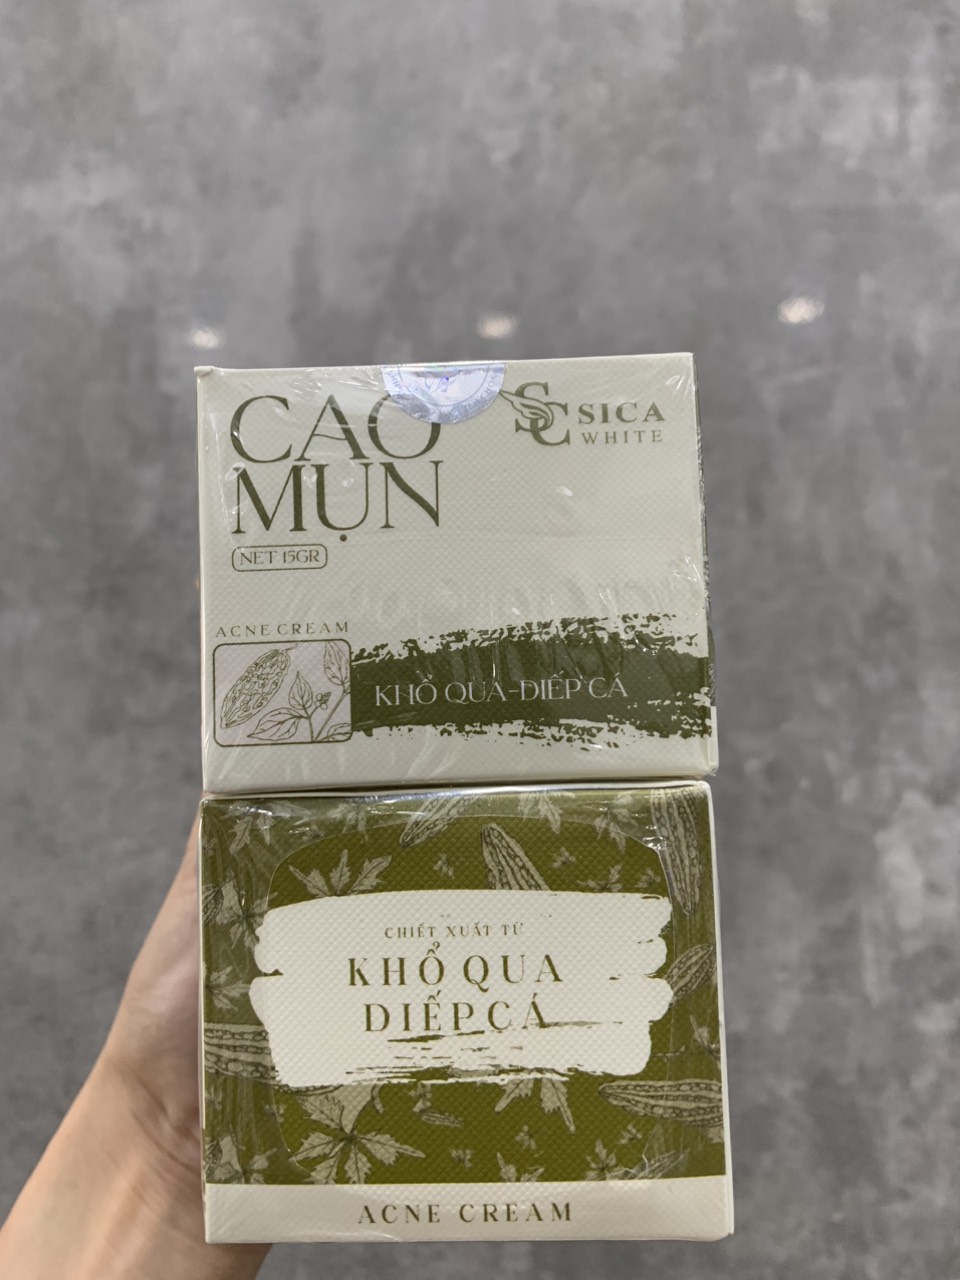 CAO
MỤN
SC SICA
WHITE
NET 15GR
ACNE CREAM
KHỔ QUA-DIẾP CÁ
CHIẾT XUẤT TỪ
KHỔ QUA
DIẾP CÁ
ACNE CREAM